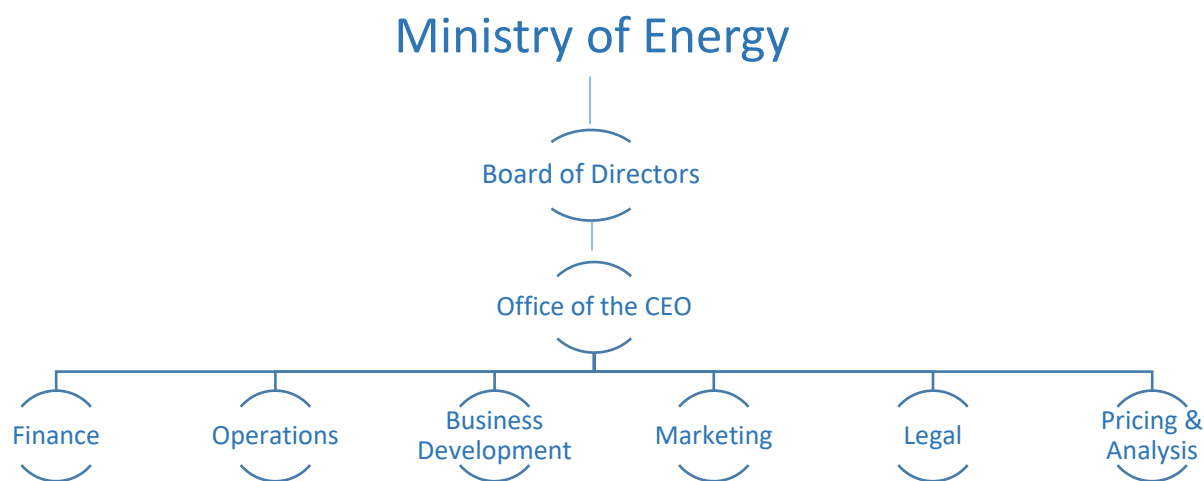 Ministry of Energy
Board of Directors
Office of the CEO
Finance
Operations
Business
Development
Marketing
Legal
Pricing &
Analysis